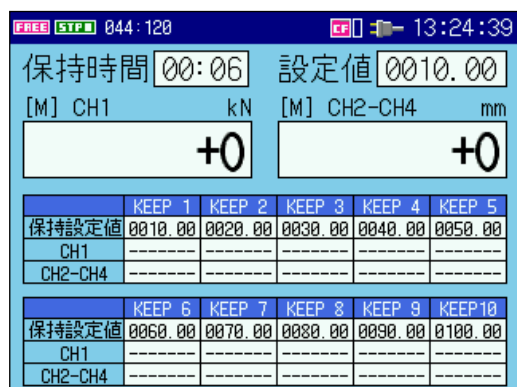 FREE STPM 044:120 CF 13:24:39
保持時間 00:06 設定値 0010.00
[M] CH1 kN [M] CH2-CH4 mm
+0 +0
KEEP 1 KEEP 2 KEEP 3 KEEP 4 KEEP 5
保持設定値 0010.00 0020.00 0030.00 0040.00 0050.00
CH1 ------- ------- ------- ------- -------
CH2-CH4 ------- ------- ------- ------- -------
KEEP 6 KEEP 7 KEEP 8 KEEP 9 KEEP10
保持設定値 0060.00 0070.00 0080.00 0090.00 0100.00
CH1 ------- ------- ------- ------- -------
CH2-CH4 ------- ------- ------- ------- -------